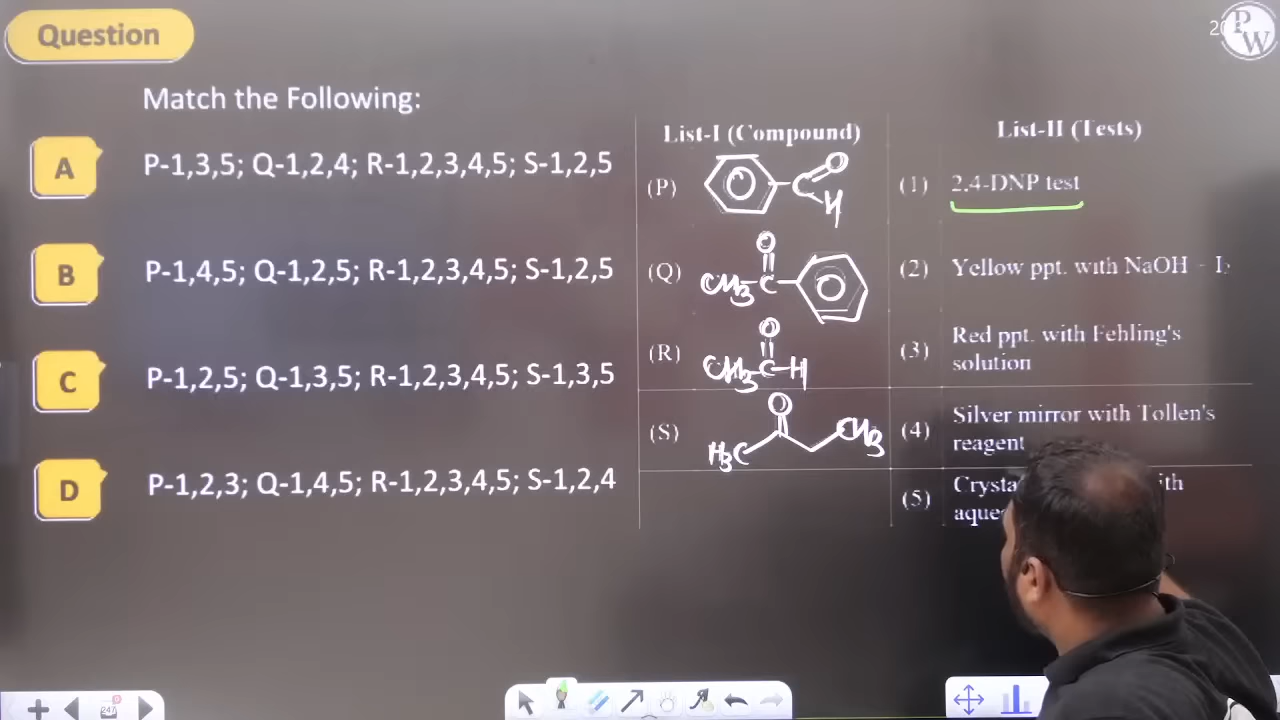 Question
PW
Match the Following:
A P-1,3,5; Q-1,2,4; R-1,2,3,4,5; S-1,2,5
B P-1,4,5; Q-1,2,5; R-1,2,3,4,5; S-1,2,5
C P-1,2,5; Q-1,3,5; R-1,2,3,4,5; S-1,3,5
D P-1,2,3; Q-1,4,5; R-1,2,3,4,5; S-1,2,4
List-I (Compound) List-II (Tests)
(P) C O H (1) 2,4-DNP test
(Q) O CH3 C (2) Yellow ppt. with NaOH - I2
(R) O CH3 C H (3) Red ppt. with Fehling's
solution
(S) O H3C CH3 (4) Silver mirror with Tollen's
reagent
(5)
247